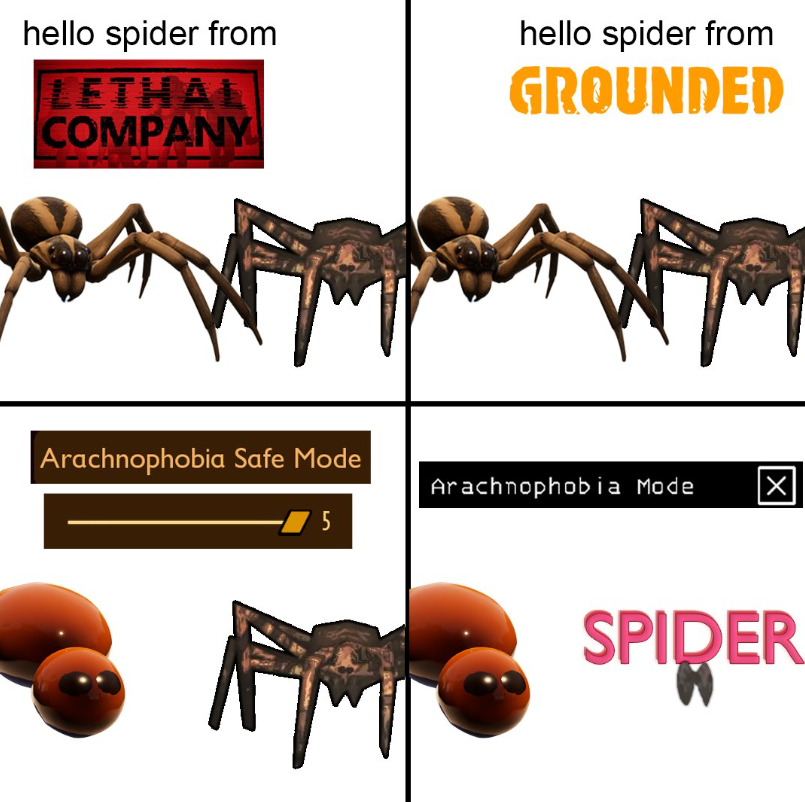 hello spider from
LETHAL
COMPANY
hello spider from
GROUNDED
Arachnophobia Safe Mode
5
Arachnophobia Mode
SPIDER